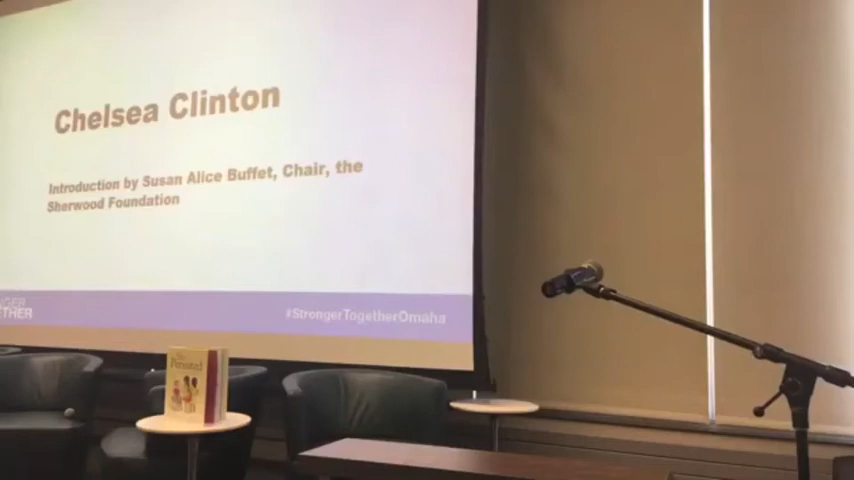 Chelsea Clinton
Introduction by Susan Alice Buffet, Chair, the
Sherwood Foundation
#StrongerTogetherOmaha
Persisted